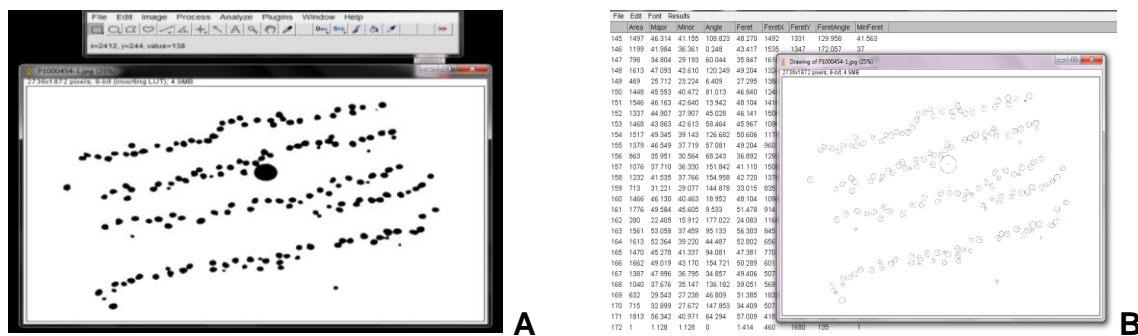 File Edit Image Process Analyze Plugins Window Help
x=2412, y=244, value=138
P1000454-1.jpg (25%)
2736x1872 pixels; 8-bit (inverting LUT); 4.9MB
A
File Edit Font Results
Area Major Minor Angle Feret FeretX FeretY FeretAngle MinFeret
145 1497 46.314 41.155 108.823 48.270 1492 1331 129.958 41.563
146 1199 41.984 36.361 0.248 43.417 1535 1347 172.057 37
147 798 34.804 29.193 60.044 35.847
148 1613 47.093 43.610 120.249 49.204
149 469 25.712 23.224 6.409 27.295
150 1448 45.553 40.472 81.013 46.840
151 1546 46.163 42.640 13.942 48.104
152 1337 44.907 37.907 45.028 46.141
153 1468 43.863 42.613 58.464 45.967
154 1517 49.345 39.143 126.682 50.606
155 1379 46.549 37.719 57.081 49.204
156 863 35.951 30.564 68.243 36.892
157 1076 37.710 36.330 151.842 41.110
158 1232 41.535 37.766 154.958 42.720
159 713 31.221 29.077 144.878 33.015 835
160 1466 46.130 40.463 18.952 48.104
161 1776 49.584 45.605 9.533 51.478 914
162 280 22.405 15.912 177.022 24.083
163 1561 53.058 37.459 95.133 56.303 845
164 1613 52.364 39.220 44.487 52.802 656
165 1470 45.278 41.337 94.081 47.381 770
166 1662 49.019 43.170 154.721 50.289 601
167 1387 47.996 36.795 34.857 49.406 507
168 1040 37.676 35.147 136.182 39.051 569
169 632 29.543 27.238 46.809 31.385
170 715 32.899 27.672 147.853 34.409 507
171 1813 56.342 40.971 64.294 57.009 418
172 1 1.128 1.128 0 1.414 460 1680 135 1
Drawing of P1000454-1.jpg (25%)
2736x1872 pixels; 8-bit; 4.9MB
B